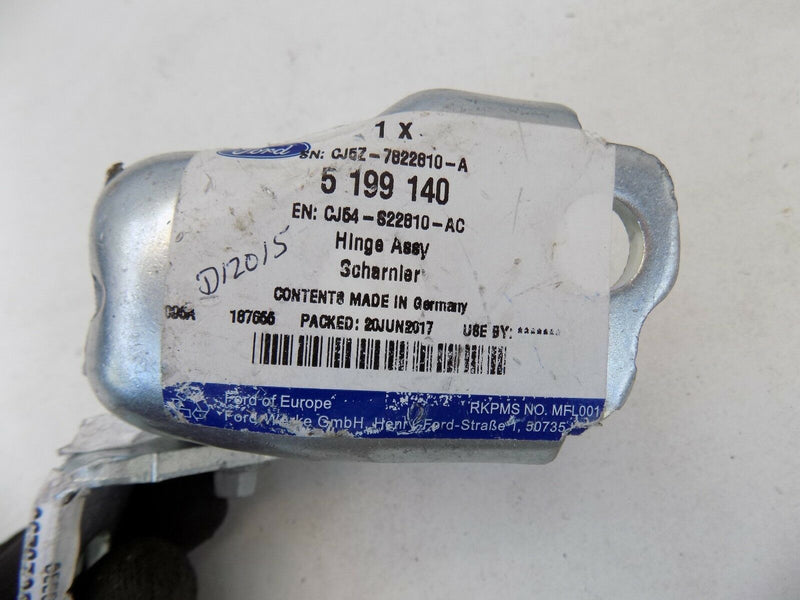 1 X
Ford
SN: CJ5Z-7822810-A
5 199 140
EN: CJ54-S22810-AC
Hinge Assy
Scharnier
D12015
CONTENTS MADE IN Germany
095A 187655 PACKED: 20JUN2017 USE BY: *******
Ford of Europe RKPMS NO. MFL001
Ford-Werke GmbH, Henry-Ford-Straße 1, 50735